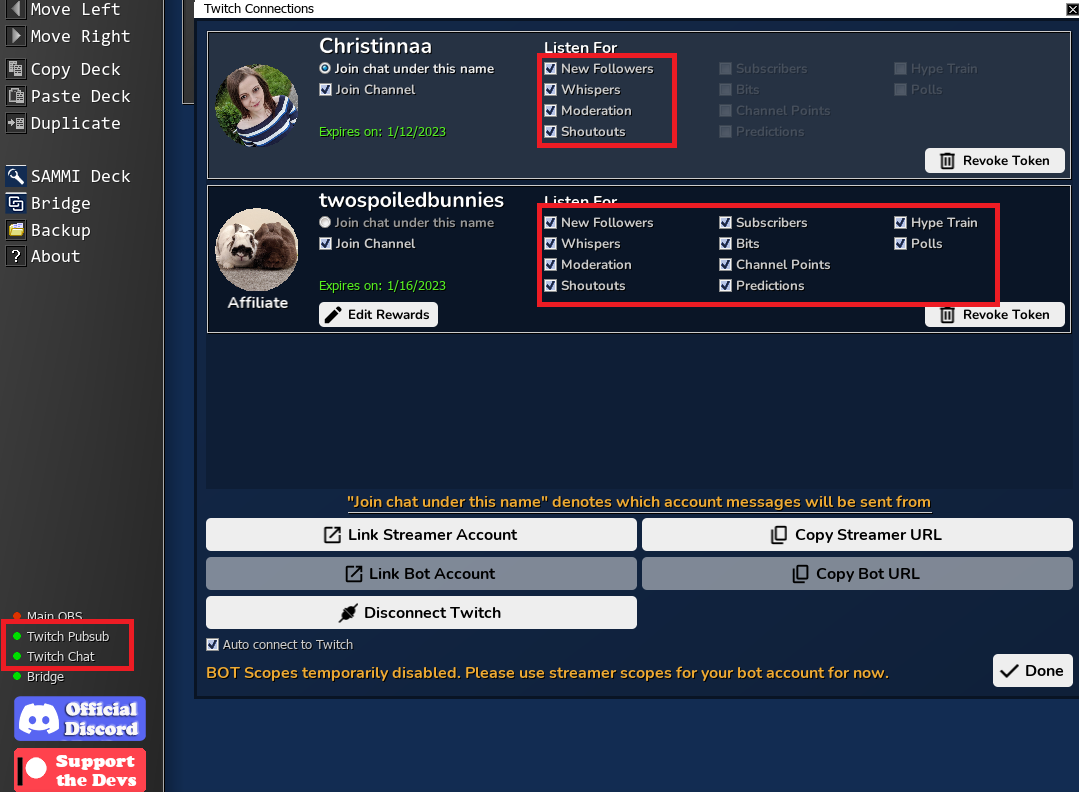 Move Left
Move Right
Copy Deck
Paste Deck
Duplicate
SAMMI Deck
Bridge
Backup
? About
Main OBS
Twitch Pubsub
Twitch Chat
Bridge
Official
Discord
Support
the Devs
Twitch Connections
Christinnaa
Join chat under this name
Join Channel
Expires on: 1/12/2023
Listen For
New Followers
Whispers
Moderation
Shoutouts
Subscribers
Bits
Channel Points
Predictions
Hype Train
Polls
Revoke Token
twospoiledbunnies
Join chat under this name
Join Channel
Expires on: 1/16/2023
Affiliate
Edit Rewards
Listen For
New Followers
Whispers
Moderation
Shoutouts
Subscribers
Bits
Channel Points
Predictions
Hype Train
Polls
Revoke Token
"Join chat under this name" denotes which account messages will be sent from
Link Streamer Account
Copy Streamer URL
Link Bot Account
Copy Bot URL
Disconnect Twitch
Auto connect to Twitch
BOT Scopes temporarily disabled. Please use streamer scopes for your bot account for now.
Done